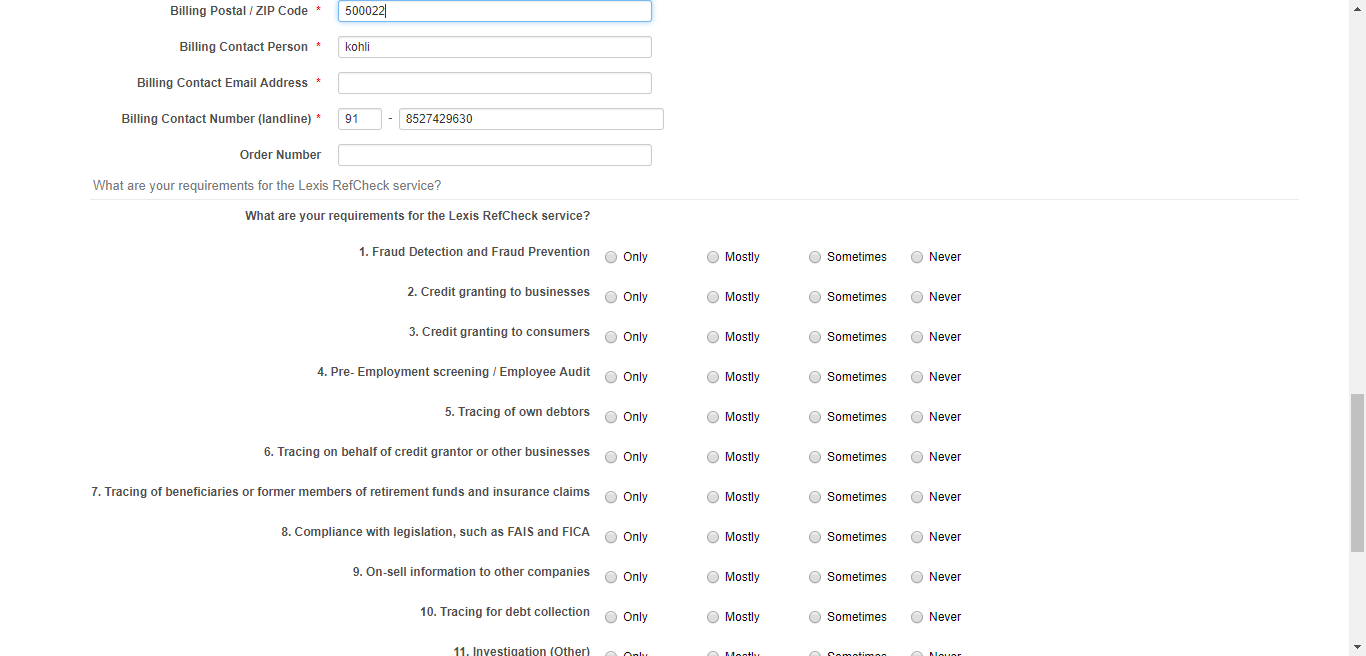 Billing Postal / ZIP Code * 500022
Billing Contact Person * kohli
Billing Contact Email Address *
Billing Contact Number (landline) * 91 - 8527429630
Order Number
What are your requirements for the Lexis RefCheck service?
What are your requirements for the Lexis RefCheck service?
1. Fraud Detection and Fraud Prevention Only Mostly Sometimes Never
2. Credit granting to businesses Only Mostly Sometimes Never
3. Credit granting to consumers Only Mostly Sometimes Never
4. Pre- Employment screening / Employee Audit Only Mostly Sometimes Never
5. Tracing of own debtors Only Mostly Sometimes Never
6. Tracing on behalf of credit grantor or other businesses Only Mostly Sometimes Never
7. Tracing of beneficiaries or former members of retirement funds and insurance claims Only Mostly Sometimes Never
8. Compliance with legislation, such as FAIS and FICA Only Mostly Sometimes Never
9. On-sell information to other companies Only Mostly Sometimes Never
10. Tracing for debt collection Only Mostly Sometimes Never
11. Investigation (Other) Only Mostly Sometimes Never